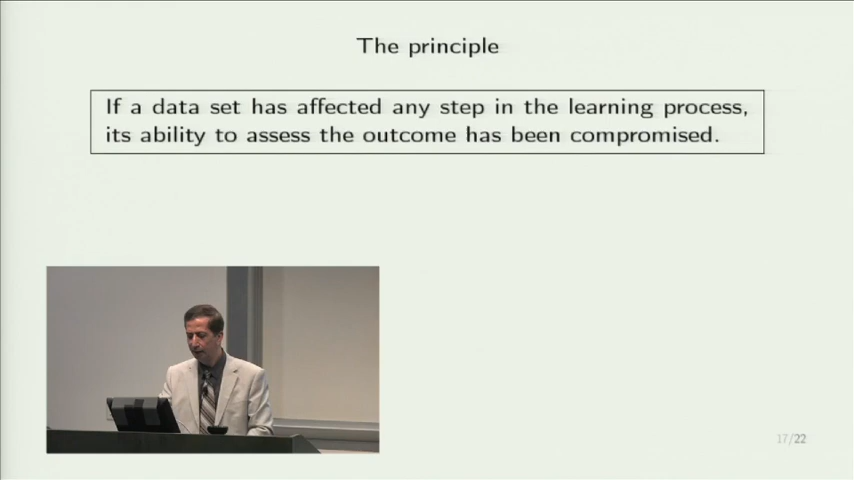 The principle
If a data set has affected any step in the learning process,
its ability to assess the outcome has been compromised.
17/22